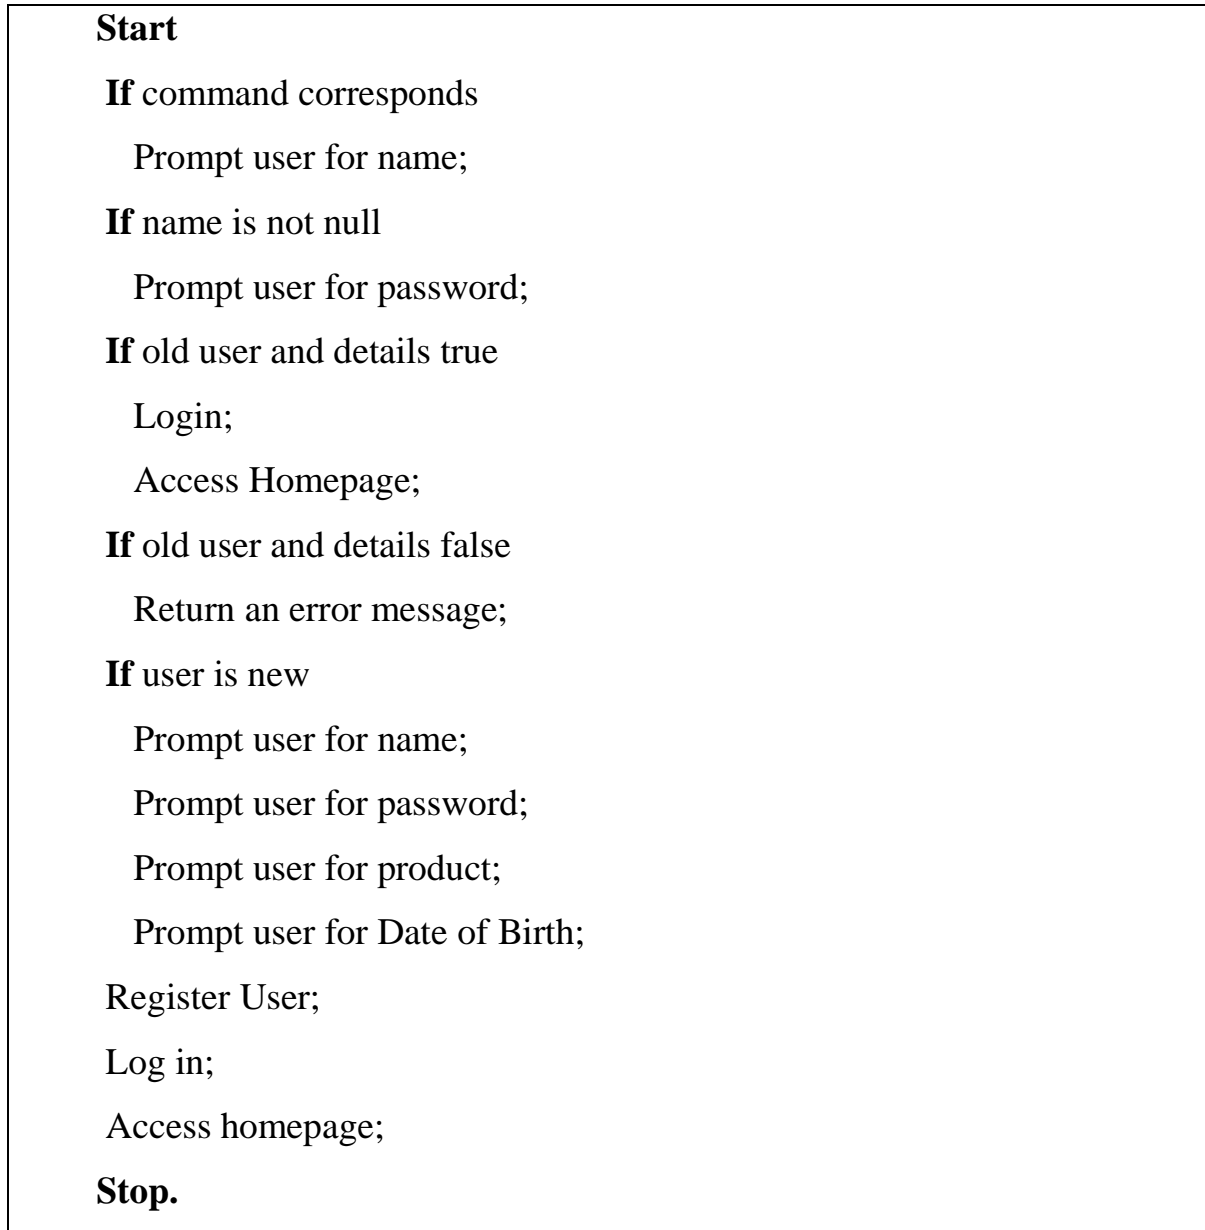 Start
If command corresponds
Prompt user for name;
If name is not null
Prompt user for password;
If old user and details true
Login;
Access Homepage;
If old user and details false
Return an error message;
If user is new
Prompt user for name;
Prompt user for password;
Prompt user for product;
Prompt user for Date of Birth;
Register User;
Log in;
Access homepage;
Stop.